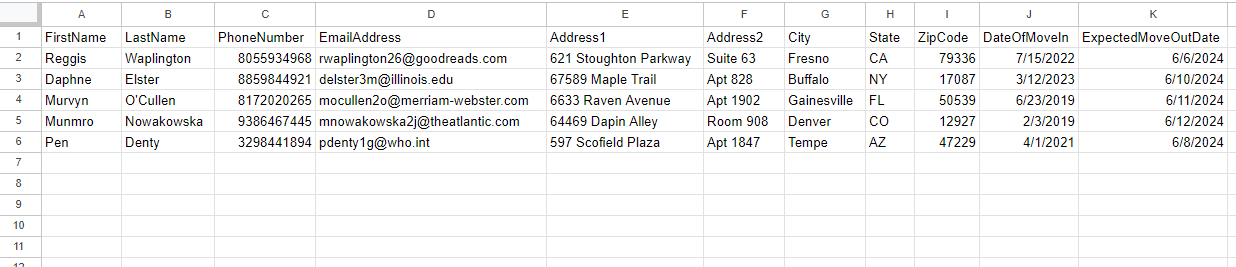 A B C D E F G H I J K
1 FirstName LastName PhoneNumber EmailAddress Address1 Address2 City State ZipCode DateOfMoveIn ExpectedMoveOutDate
2 Reggis Waplington 8055934968 rwaplington26@goodreads.com 621 Stoughton Parkway Suite 63 Fresno CA 79336 7/15/2022 6/6/2024
3 Daphne Elster 8859844921 delster3m@illinois.edu 67589 Maple Trail Apt 828 Buffalo NY 17087 3/12/2023 6/10/2024
4 Murvyn O'Cullen 8172020265 mocullen2o@merriam-webster.com 6633 Raven Avenue Apt 1902 Gainesville FL 50539 6/23/2019 6/11/2024
5 Munmro Nowakowska 9386467445 mnowakowska2j@theatlantic.com 64469 Dapin Alley Room 908 Denver CO 12927 2/3/2019 6/12/2024
6 Pen Denty 3298441894 pdenty1g@who.int 597 Scofield Plaza Apt 1847 Tempe AZ 47229 4/1/2021 6/8/2024
7
8
9
10
11
12